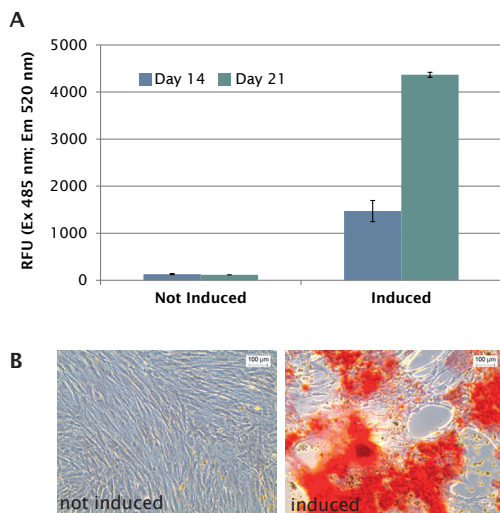 A
RFU (Ex 485 nm; Em 520 nm)
5000
4000
3000
2000
1000
0
Day 14 Day 21
Not Induced Induced
B
100 µm 100 µm
not induced induced